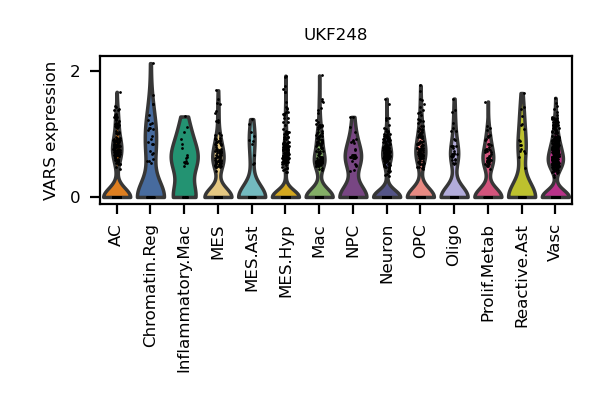 UKF248
VARS expression
2
0
AC
Chromatin.Reg
Inflammatory.Mac
MES
MES.Ast
MES.Hyp
Mac
NPC
Neuron
OPC
Oligo
Prolif.Metab
Reactive.Ast
Vasc